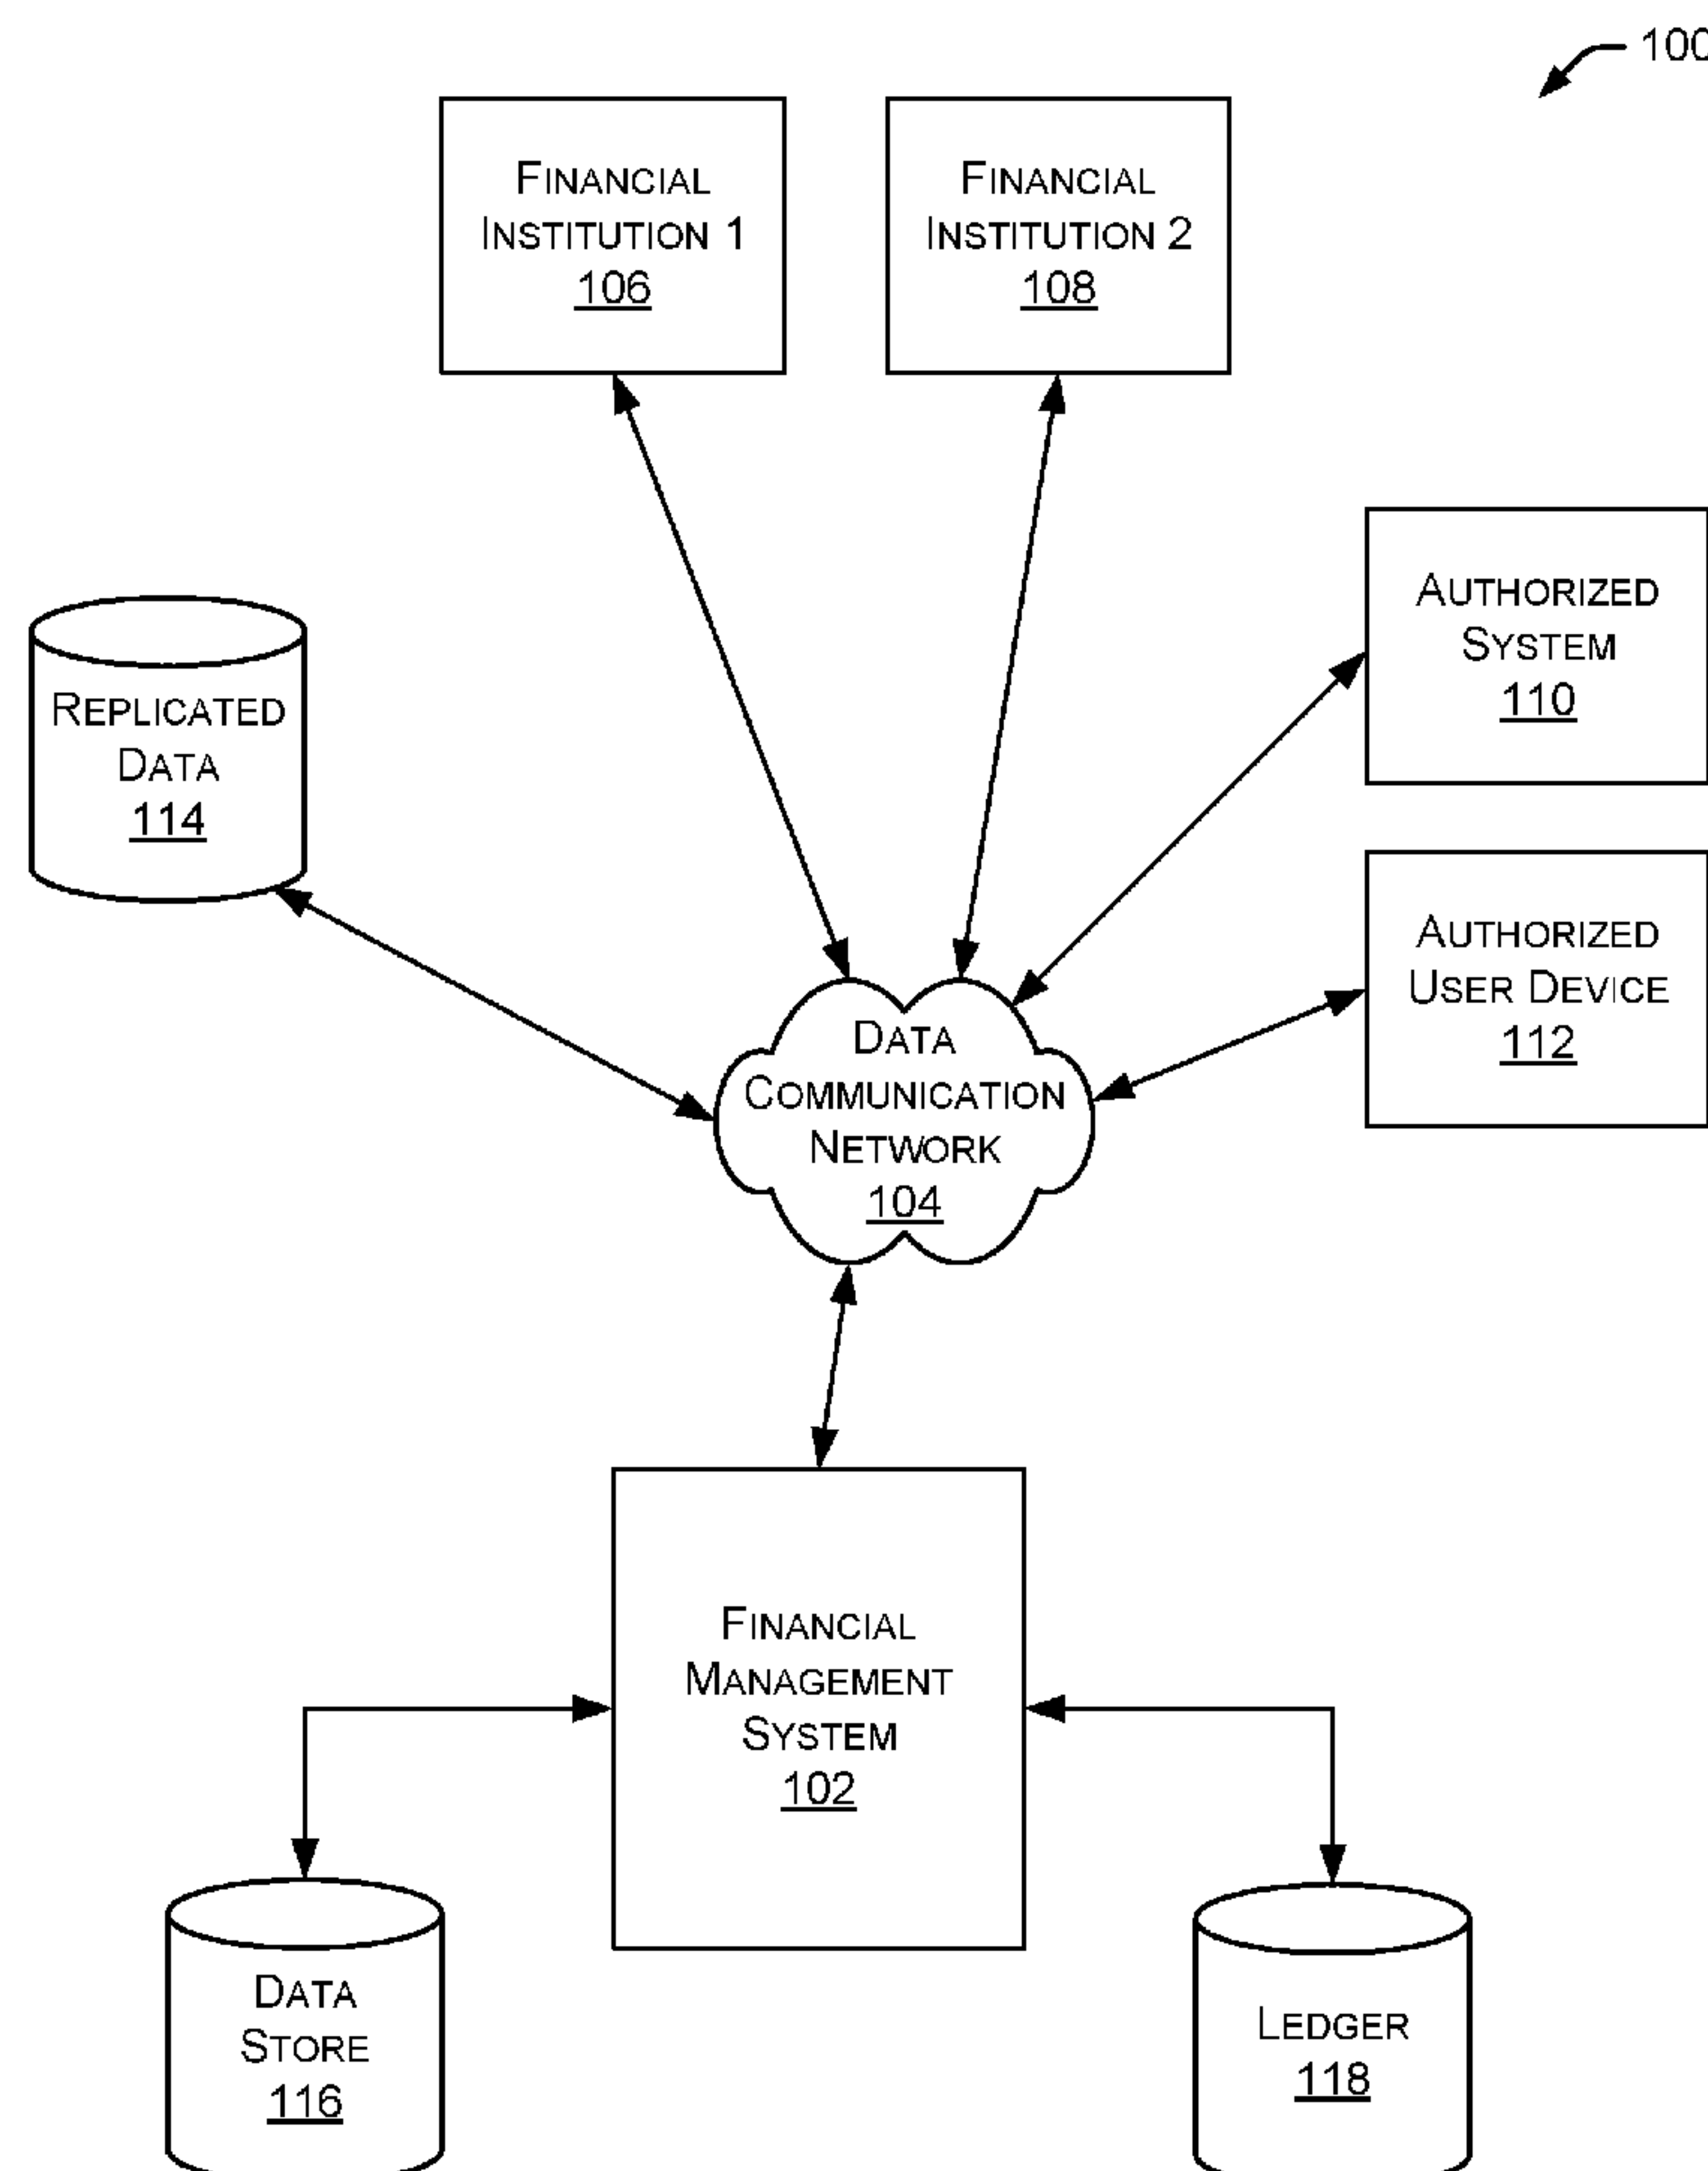 100
FINANCIAL
INSTITUTION 1
106
FINANCIAL
INSTITUTION 2
108
AUTHORIZED
SYSTEM
110
REPLICATED
DATA
114
AUTHORIZED
USER DEVICE
112
DATA
COMMUNICATION
NETWORK
104
FINANCIAL
MANAGEMENT
SYSTEM
102
DATA
STORE
116
LEDGER
118